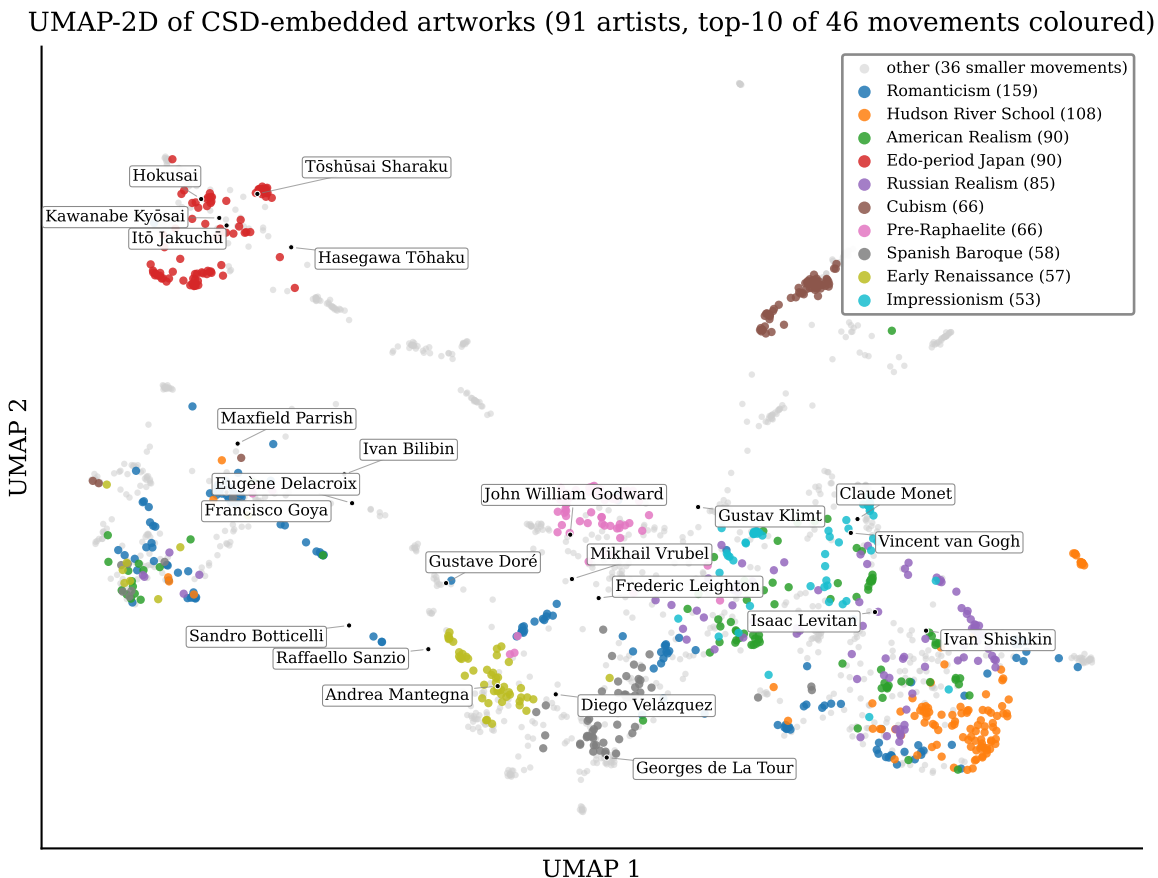 UMAP-2D of CSD-embedded artworks (91 artists, top-10 of 46 movements coloured)
other (36 smaller movements)
Romanticism (159)
Hudson River School (108)
American Realism (90)
Edo-period Japan (90)
Russian Realism (85)
Cubism (66)
Pre-Raphaelite (66)
Spanish Baroque (58)
Early Renaissance (57)
Impressionism (53)
Tōshūsai Sharaku
Hokusai
Kawanabe Kyōsai
Itō Jakuchū
Hasegawa Tōhaku
Maxfield Parrish
Ivan Bilibin
Eugène Delacroix
Francisco Goya
John William Godward
Claude Monet
Gustav Klimt
Vincent van Gogh
Mikhail Vrubel
Gustave Doré
Frederic Leighton
Isaac Levitan
Sandro Botticelli
Ivan Shishkin
Raffaello Sanzio
Andrea Mantegna
Diego Velázquez
Georges de La Tour
UMAP 2
UMAP 1